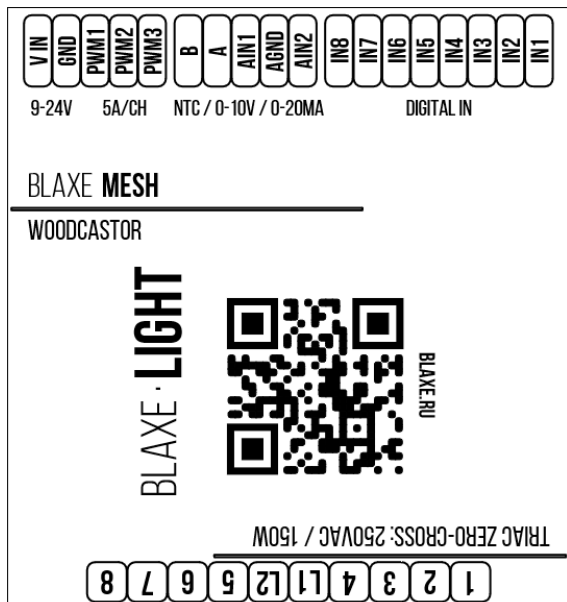 V IN GND PWM1 PWM2 PWM3 B A AIN1 AGND AIN2 IN8 IN7 IN6 IN5 IN4 IN3 IN2 IN1
9-24V 5A/CH NTC / 0-10V / 0-20MA DIGITAL IN
BLAXE MESH
WOODCASTOR
BLAXE · LIGHT
BLAXE.RU
TRIAC ZERO-CROSS: 250VAC / 150W
1 2 3 4 L1 L2 5 6 7 8